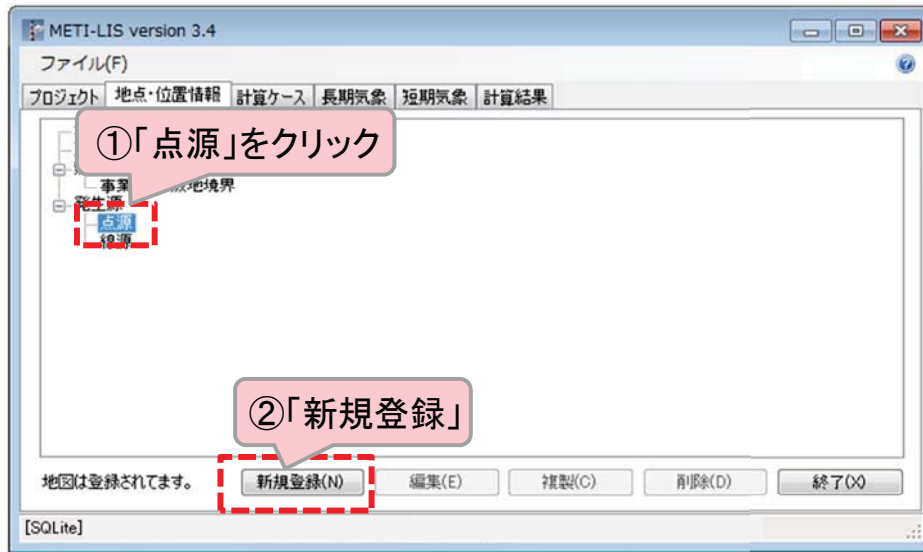 METI-LIS version 3.4
ファイル(F)
プロジェクト 地点・位置情報 計算ケース 長期気象 短期気象 計算結果
①「点源」をクリック
事業 敷地境界
発生源
点源
線源
②「新規登録」
地図は登録されてます。 新規登録(N) 編集(E) 複製(C) 削除(D) 終了(X)
[SQLite]